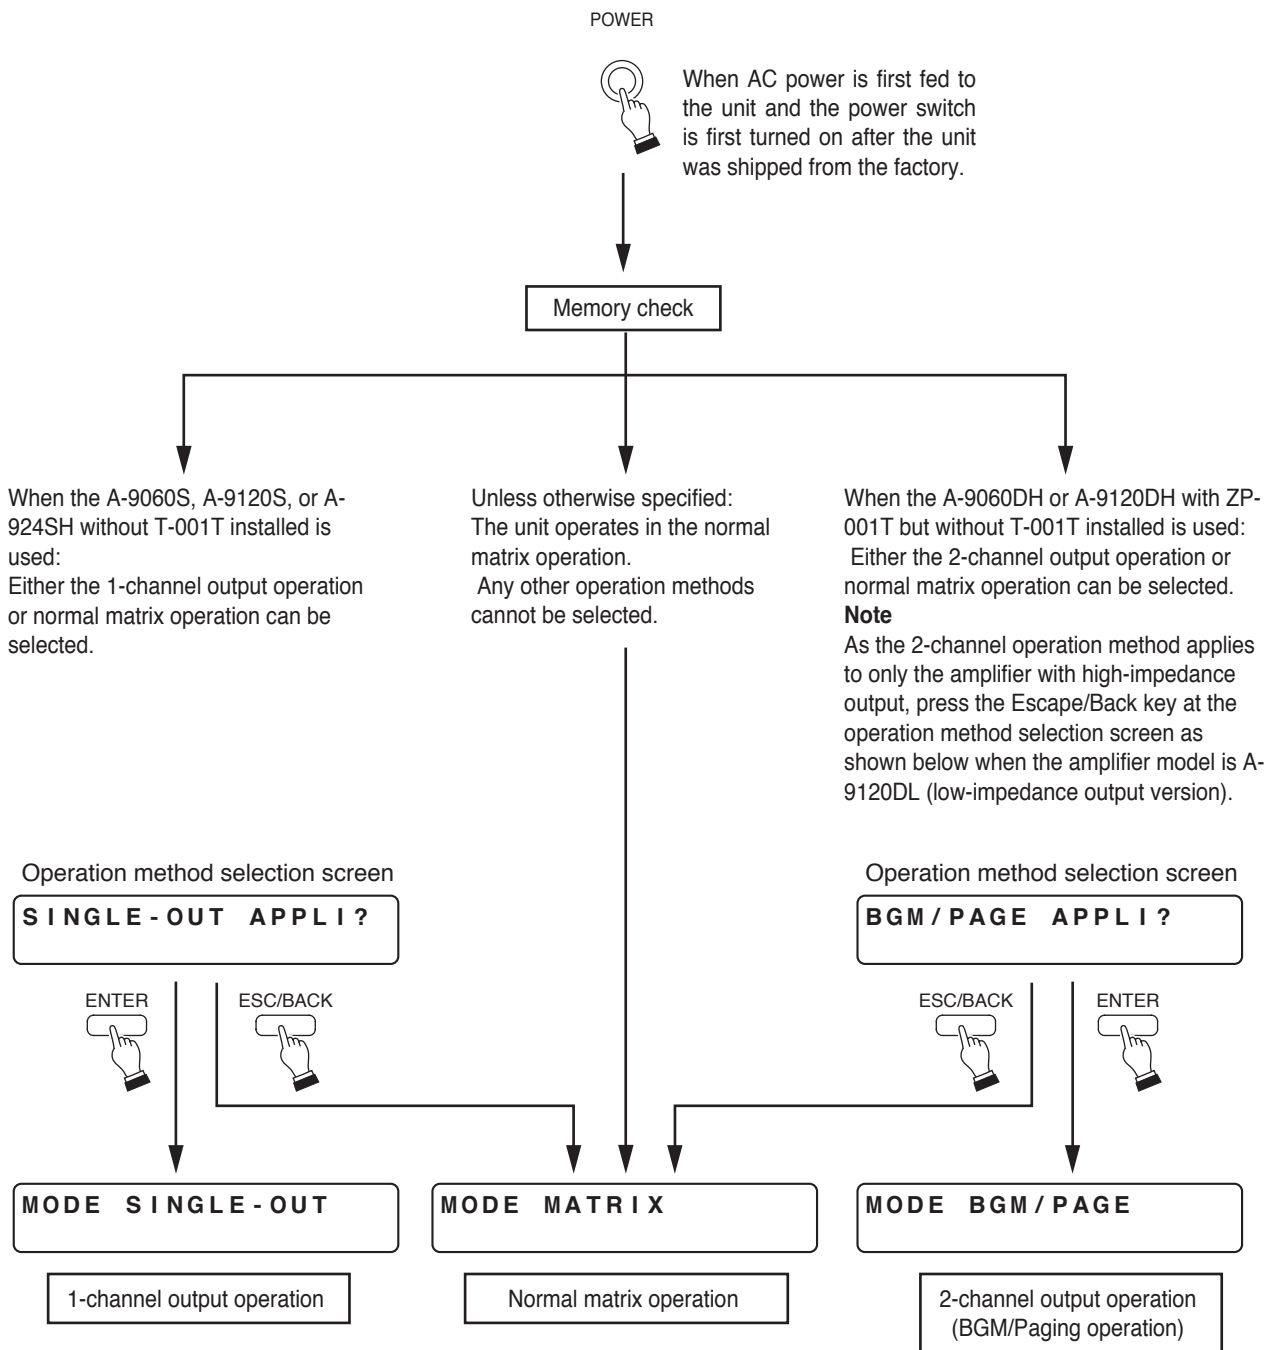 POWER
When AC power is first fed to
the unit and the power switch
is first turned on after the unit
was shipped from the factory.
Memory check
When the A-9060S, A-9120S, or A-
924SH without T-001T installed is
used:
Either the 1-channel output operation
or normal matrix operation can be
selected.
Unless otherwise specified:
The unit operates in the normal
matrix operation.
Any other operation methods
cannot be selected.
When the A-9060DH or A-9120DH with ZP-
001T but without T-001T installed is used:
Either the 2-channel output operation or
normal matrix operation can be selected.
Note
As the 2-channel operation method applies
to only the amplifier with high-impedance
output, press the Escape/Back key at the
operation method selection screen as
shown below when the amplifier model is A-
9120DL (low-impedance output version).
Operation method selection screen
SINGLE-OUT APPLI?
ENTER
ESC/BACK
Operation method selection screen
BGM/PAGE APPLI?
ESC/BACK
ENTER
MODE SINGLE-OUT
1-channel output operation
MODE MATRIX
Normal matrix operation
MODE BGM/PAGE
2-channel output operation
(BGM/Paging operation)